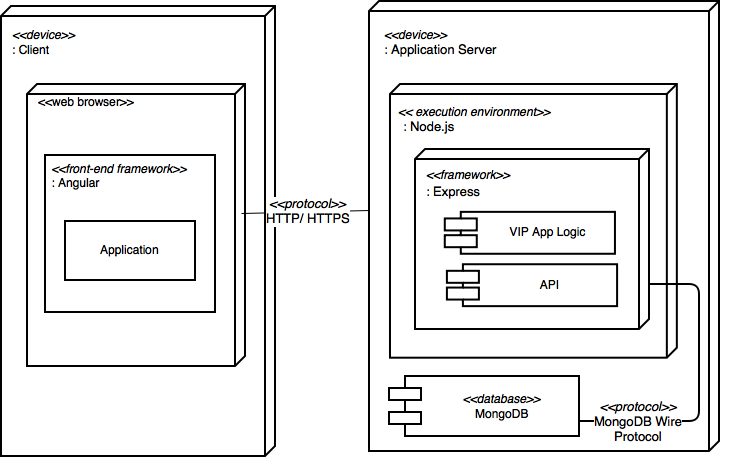 <<device>>
: Client
<<web browser>>
<<front-end framework>>
: Angular
Application
<<protocol>>
HTTP/ HTTPS
<<device>>
: Application Server
<< execution environment>>
: Node.js
<<framework>>
: Express
VIP App Logic
API
<<database>>
MongoDB
<<protocol>>
MongoDB Wire
Protocol